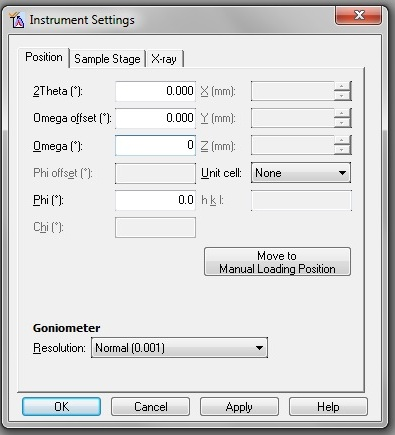 Instrument Settings
Position Sample Stage X-ray
2Theta (°): 0.000 X (mm):
Omega offset (°): 0.000 Y (mm):
Omega (°): 0 Z (mm):
Phi offset (°): Unit cell: None
Phi (°): 0.0 h k l:
Chi (°):
Move to
Manual Loading Position
Goniometer
Resolution: Normal (0.001)
OK Cancel Apply Help